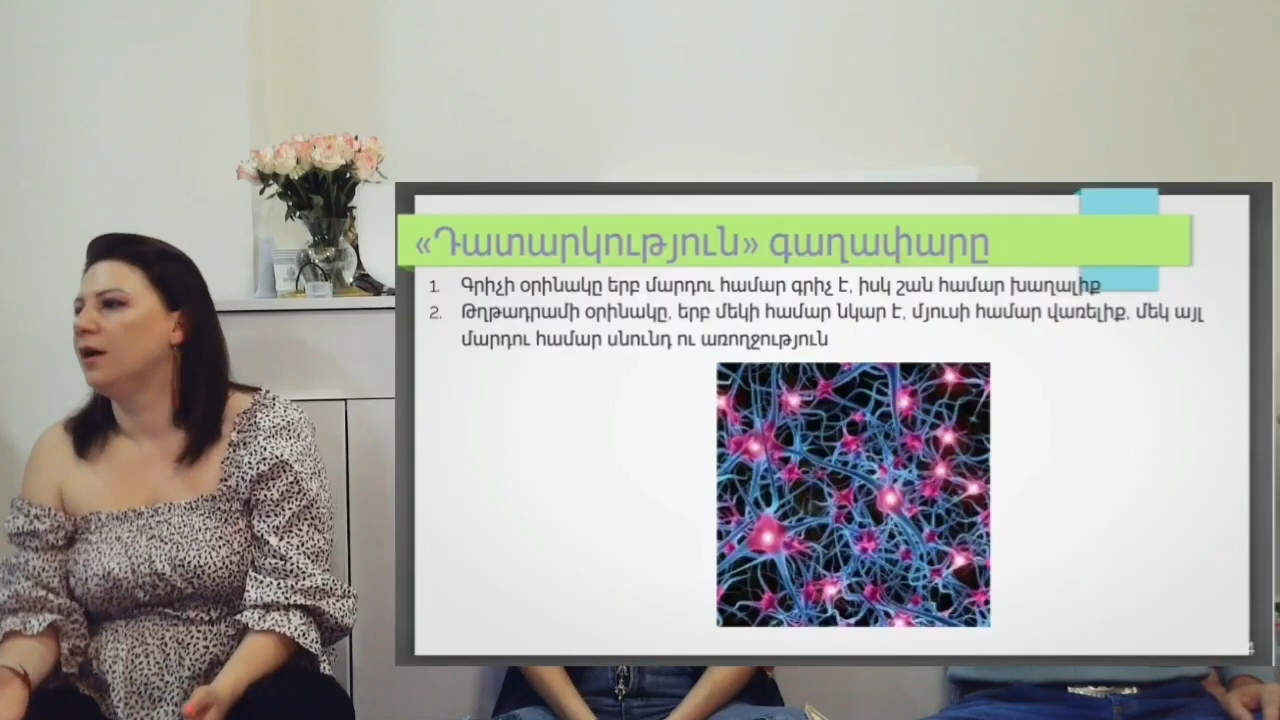 «Դատարկություն» գաղափարը
1. Գրիչի օրինակը երբ մարդու համար գրիչ է, իսկ շան համար խաղալիք
2. Թղթադրամի օրինակը, երբ մեկի համար նկար է, մյուսի համար վառելիք, մեկ այլ
մարդու համար սնունդ ու առողջություն
4